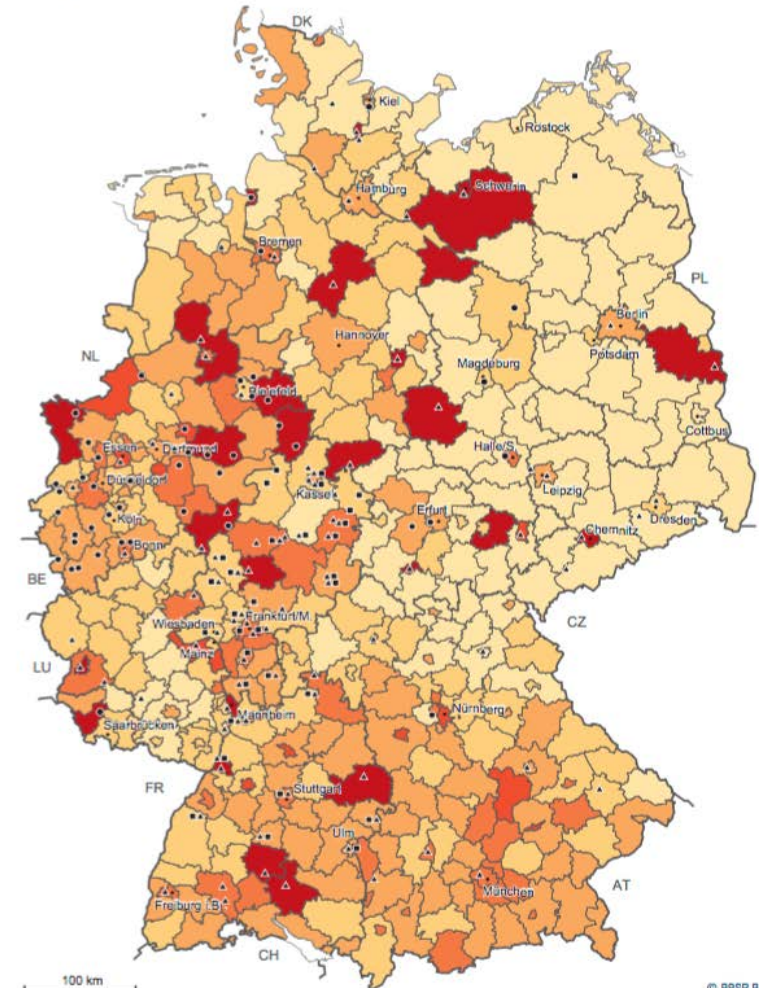 DK
Kiel
Rostock
Hamburg
Schwerin
Bremen
PL
Berlin
Hannover
Potsdam
NL
Magdeburg
Bielefeld
Cottbus
Essen
Dortmund
Halle/S.
Düsseldorf
Leipzig
Kassel
Köln
Erfurt
Dresden
Chemnitz
Bonn
BE
Wiesbaden
Frankfurt/M.
CZ
Mainz
LU
Mannheim
Nürnberg
Saarbrücken
FR
Stuttgart
Ulm
AT
München
Freiburg i.B.
CH
100 km